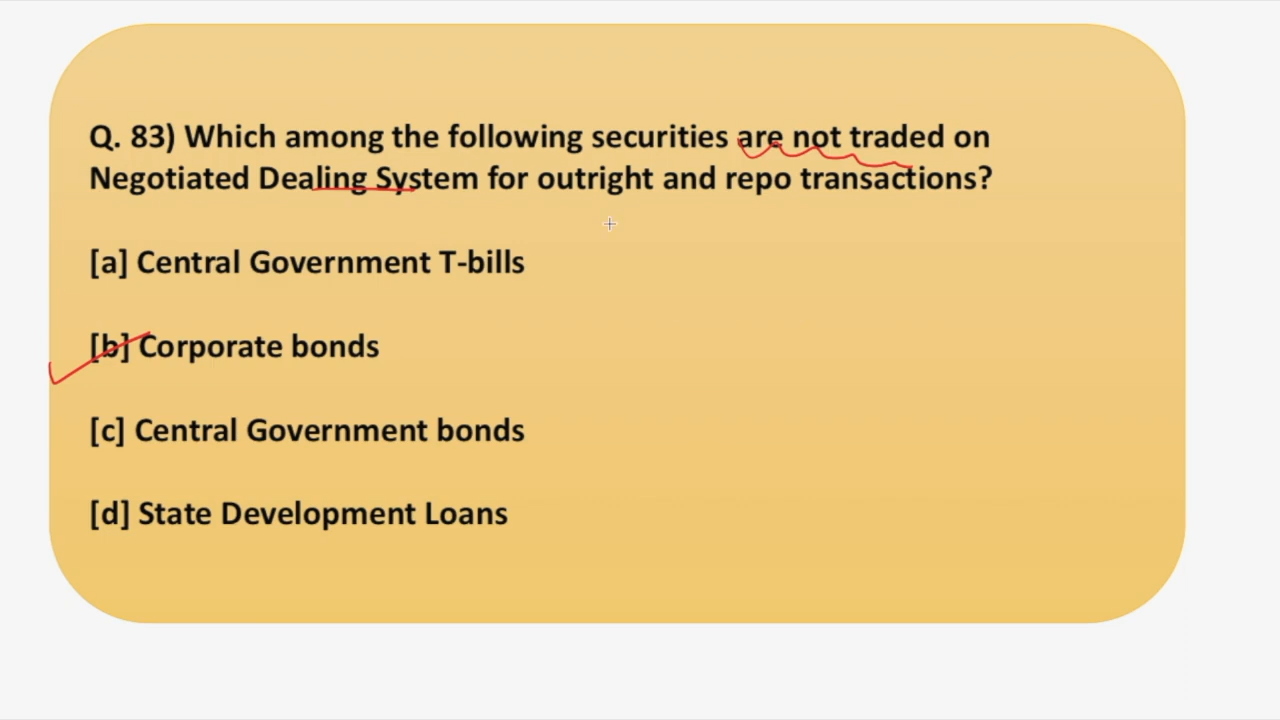 Q. 83) Which among the following securities are not traded on
Negotiated Dealing System for outright and repo transactions?
[a] Central Government T-bills
[b] Corporate bonds
[c] Central Government bonds
[d] State Development Loans